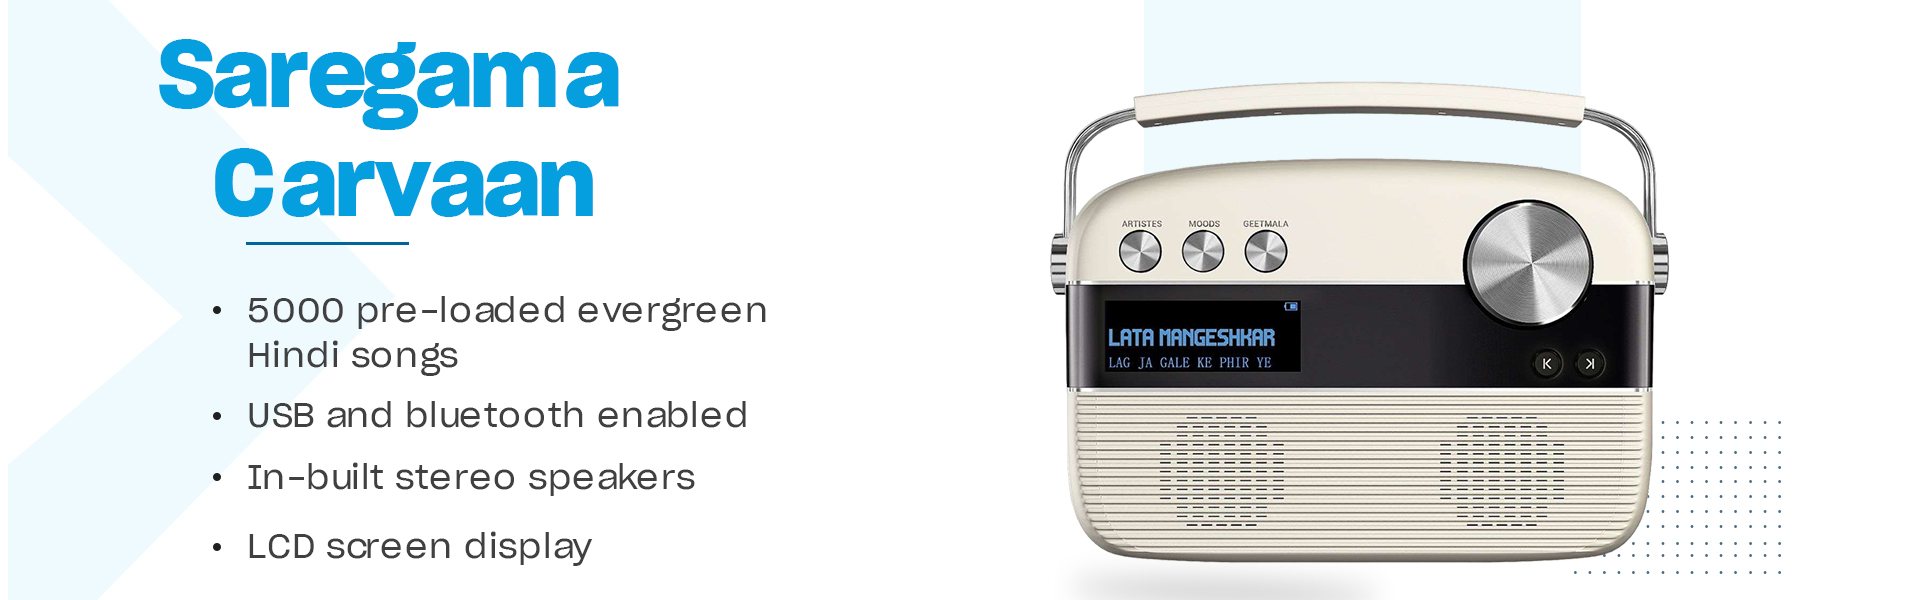 Saregama
Carvaan
• 5000 pre-loaded evergreen
Hindi songs
• USB and bluetooth enabled
• In-built stereo speakers
• LCD screen display
ARTISTES MOODS GEETMALA
LATA MANGESHKAR
LAG JA GALE KE PHIR YE